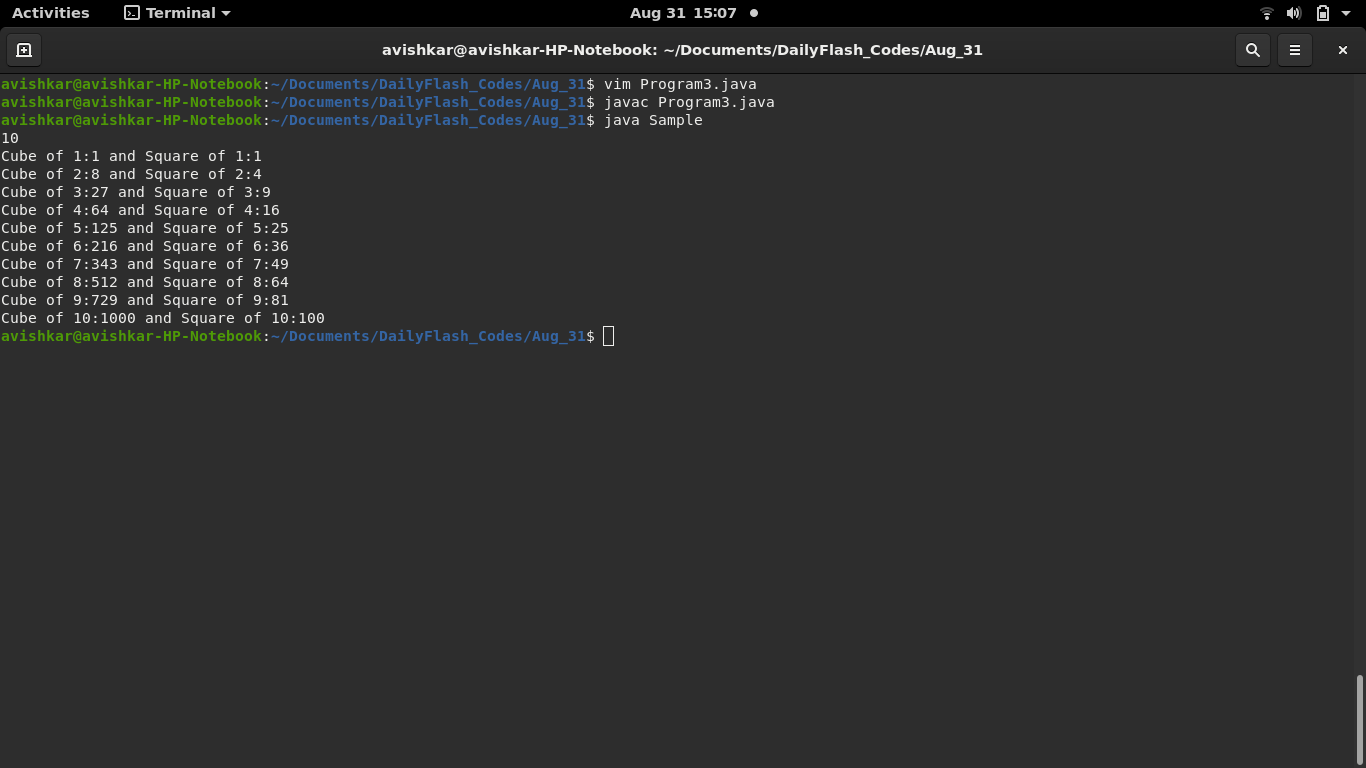 Activities Terminal Aug 31 15:07
avishkar@avishkar-HP-Notebook: ~/Documents/DailyFlash_Codes/Aug_31
avishkar@avishkar-HP-Notebook:~/Documents/DailyFlash_Codes/Aug_31$ vim Program3.java
avishkar@avishkar-HP-Notebook:~/Documents/DailyFlash_Codes/Aug_31$ javac Program3.java
avishkar@avishkar-HP-Notebook:~/Documents/DailyFlash_Codes/Aug_31$ java Sample
10
Cube of 1:1 and Square of 1:1
Cube of 2:8 and Square of 2:4
Cube of 3:27 and Square of 3:9
Cube of 4:64 and Square of 4:16
Cube of 5:125 and Square of 5:25
Cube of 6:216 and Square of 6:36
Cube of 7:343 and Square of 7:49
Cube of 8:512 and Square of 8:64
Cube of 9:729 and Square of 9:81
Cube of 10:1000 and Square of 10:100
avishkar@avishkar-HP-Notebook:~/Documents/DailyFlash_Codes/Aug_31$